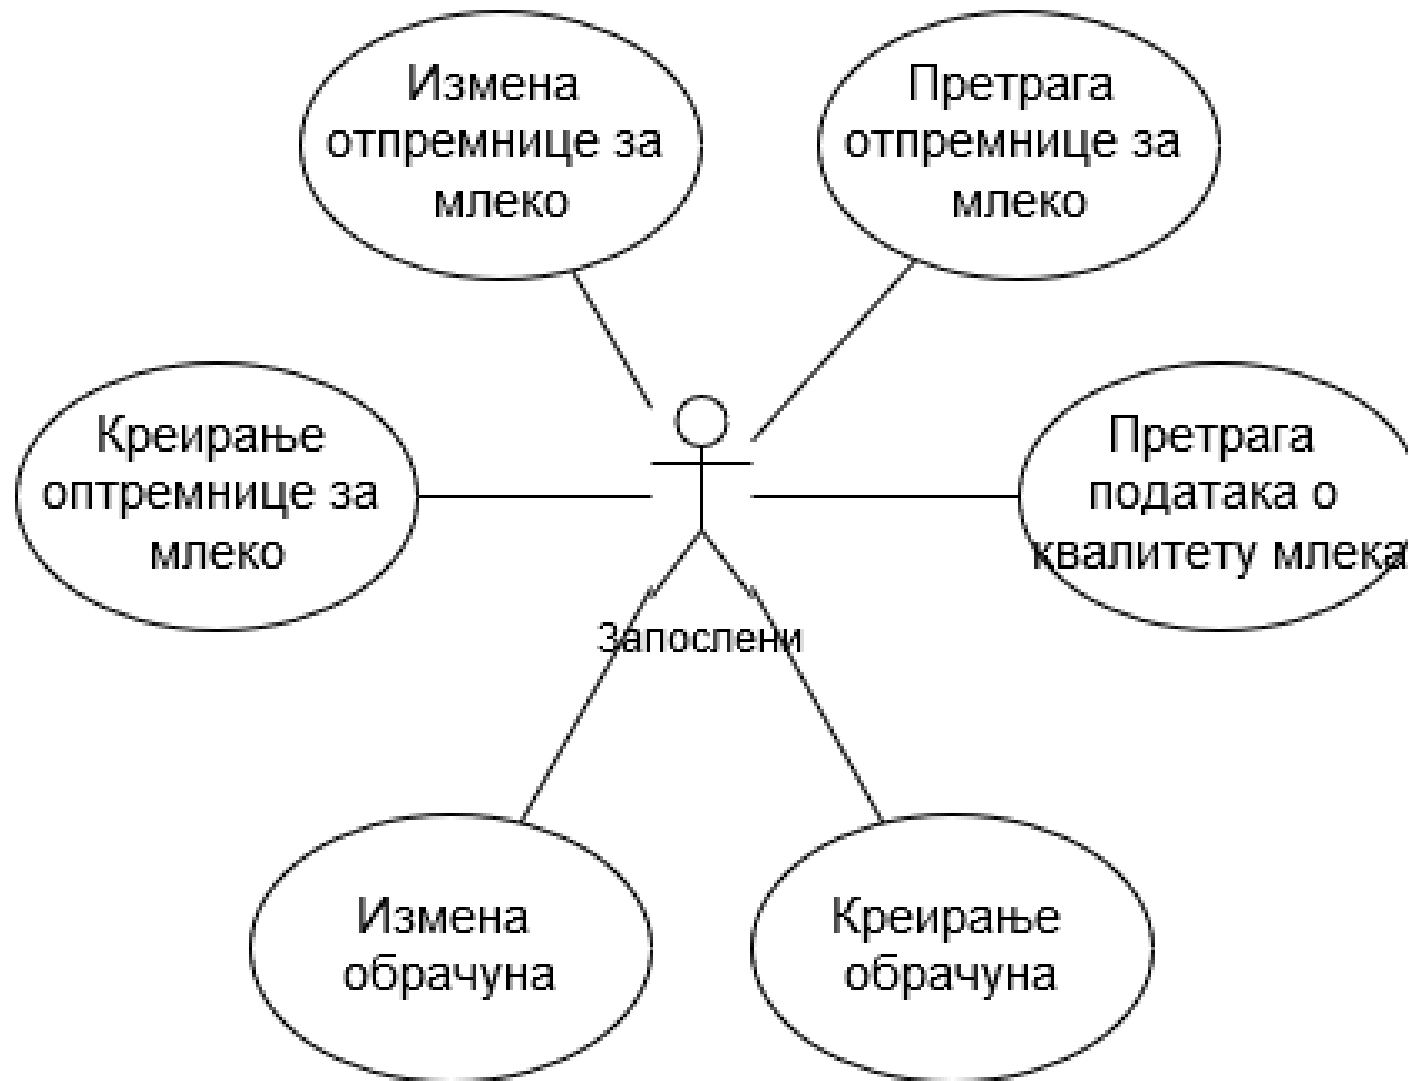 Измена
отпремнице за
млеко
Претрага
отпремнице за
млеко
Креирање
оптремнице за
млеко
Претрага
података о
квалитету млека
Запослени
Измена
обрачуна
Креирање
обрачуна